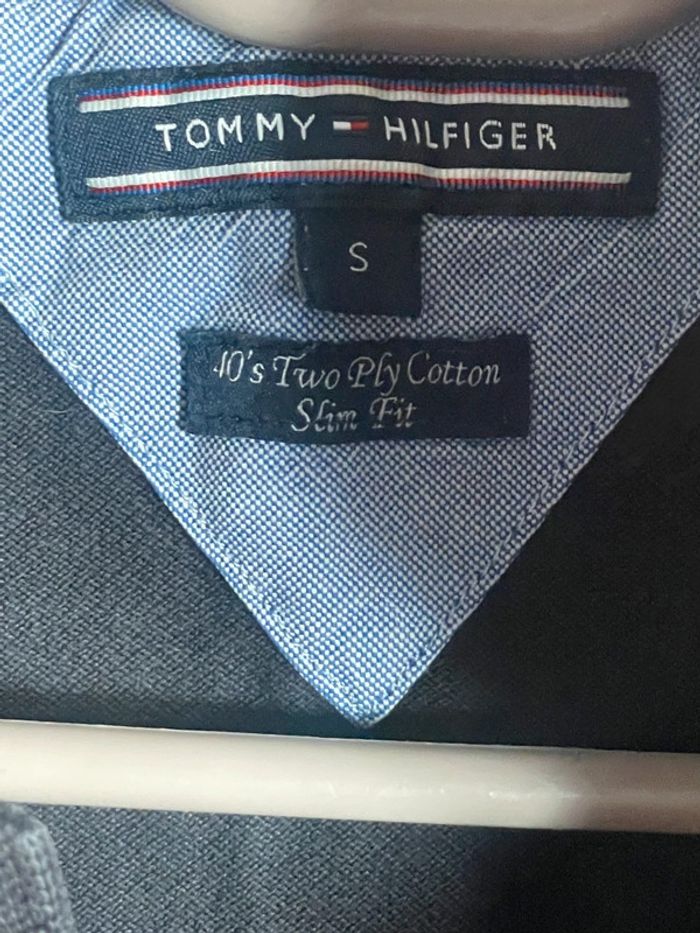 TOMMY HILFIGER
S
40's Two Ply Cotton
Slim Fit